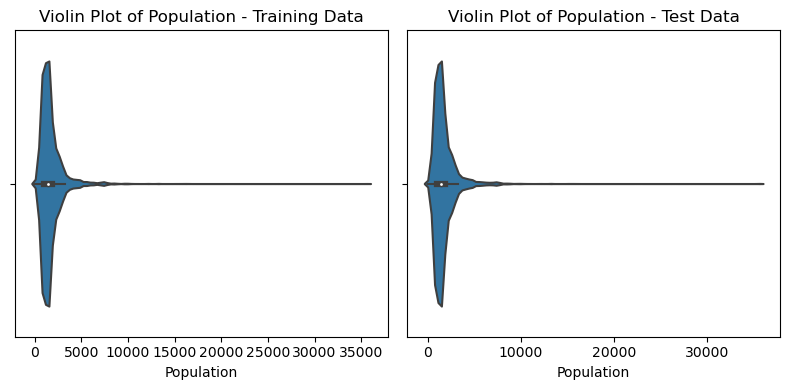 Violin Plot of Population - Training Data
Violin Plot of Population - Test Data
0 5000 10000 15000 20000 25000 30000 35000
0 10000 20000 30000
Population
Population